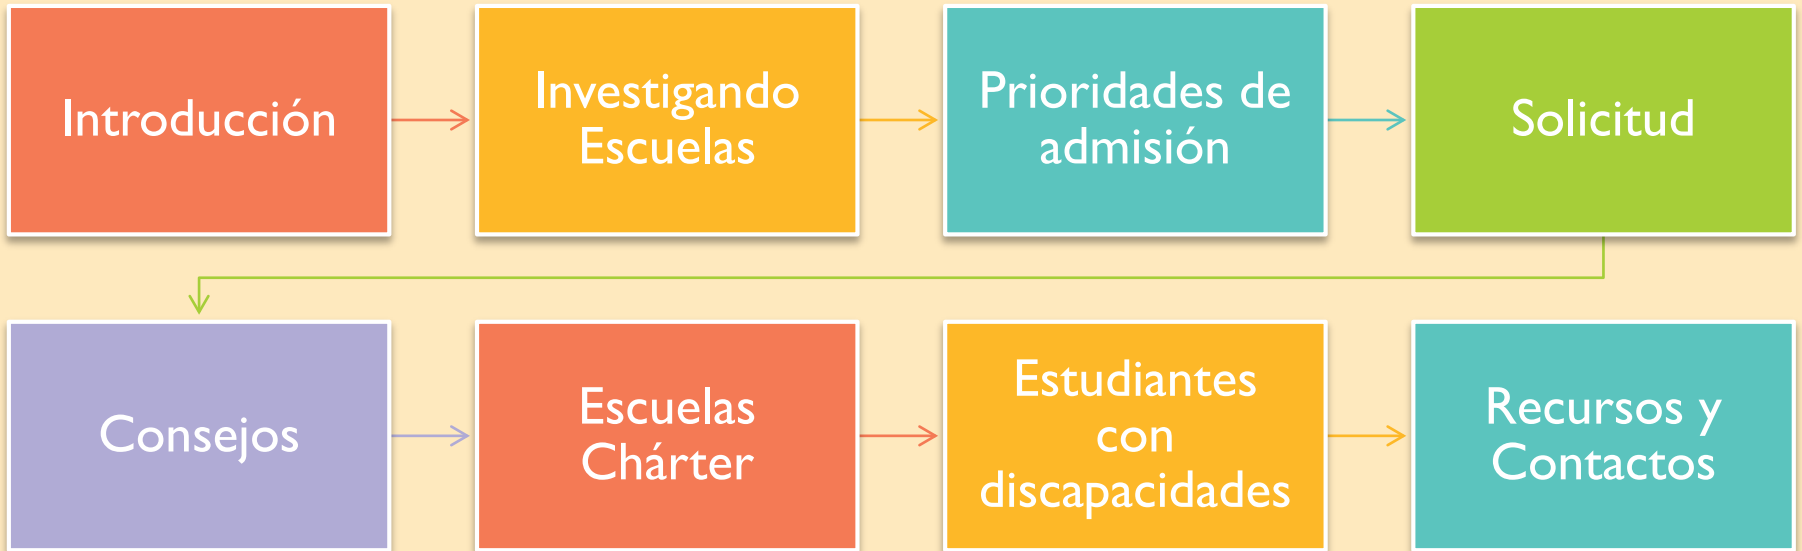 Introducción
Investigando
Escuelas
Prioridades de
admisión
Solicitud
Consejos
Escuelas
Chárter
Estudiantes
con
discapacidades
Recursos y
Contactos